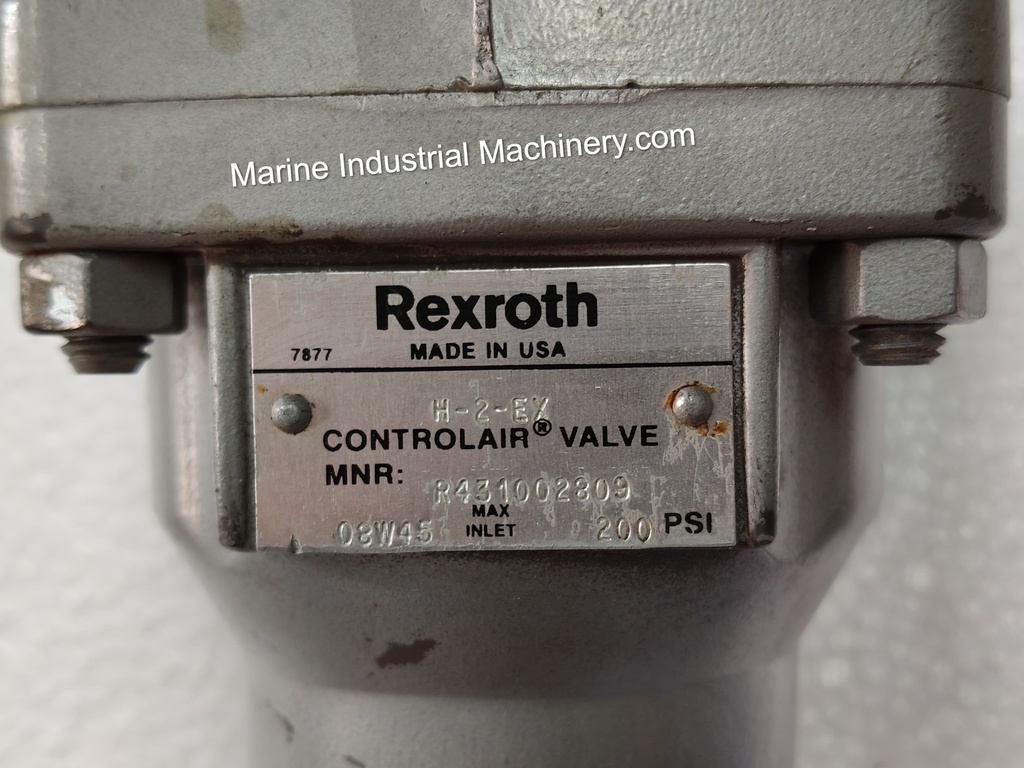 Marine Industrial Machinery.com
Rexroth
7877 MADE IN USA
H-2-EX
CONTROLAIR® VALVE
MNR: R431002809
08W45 MAX INLET 200 PSI